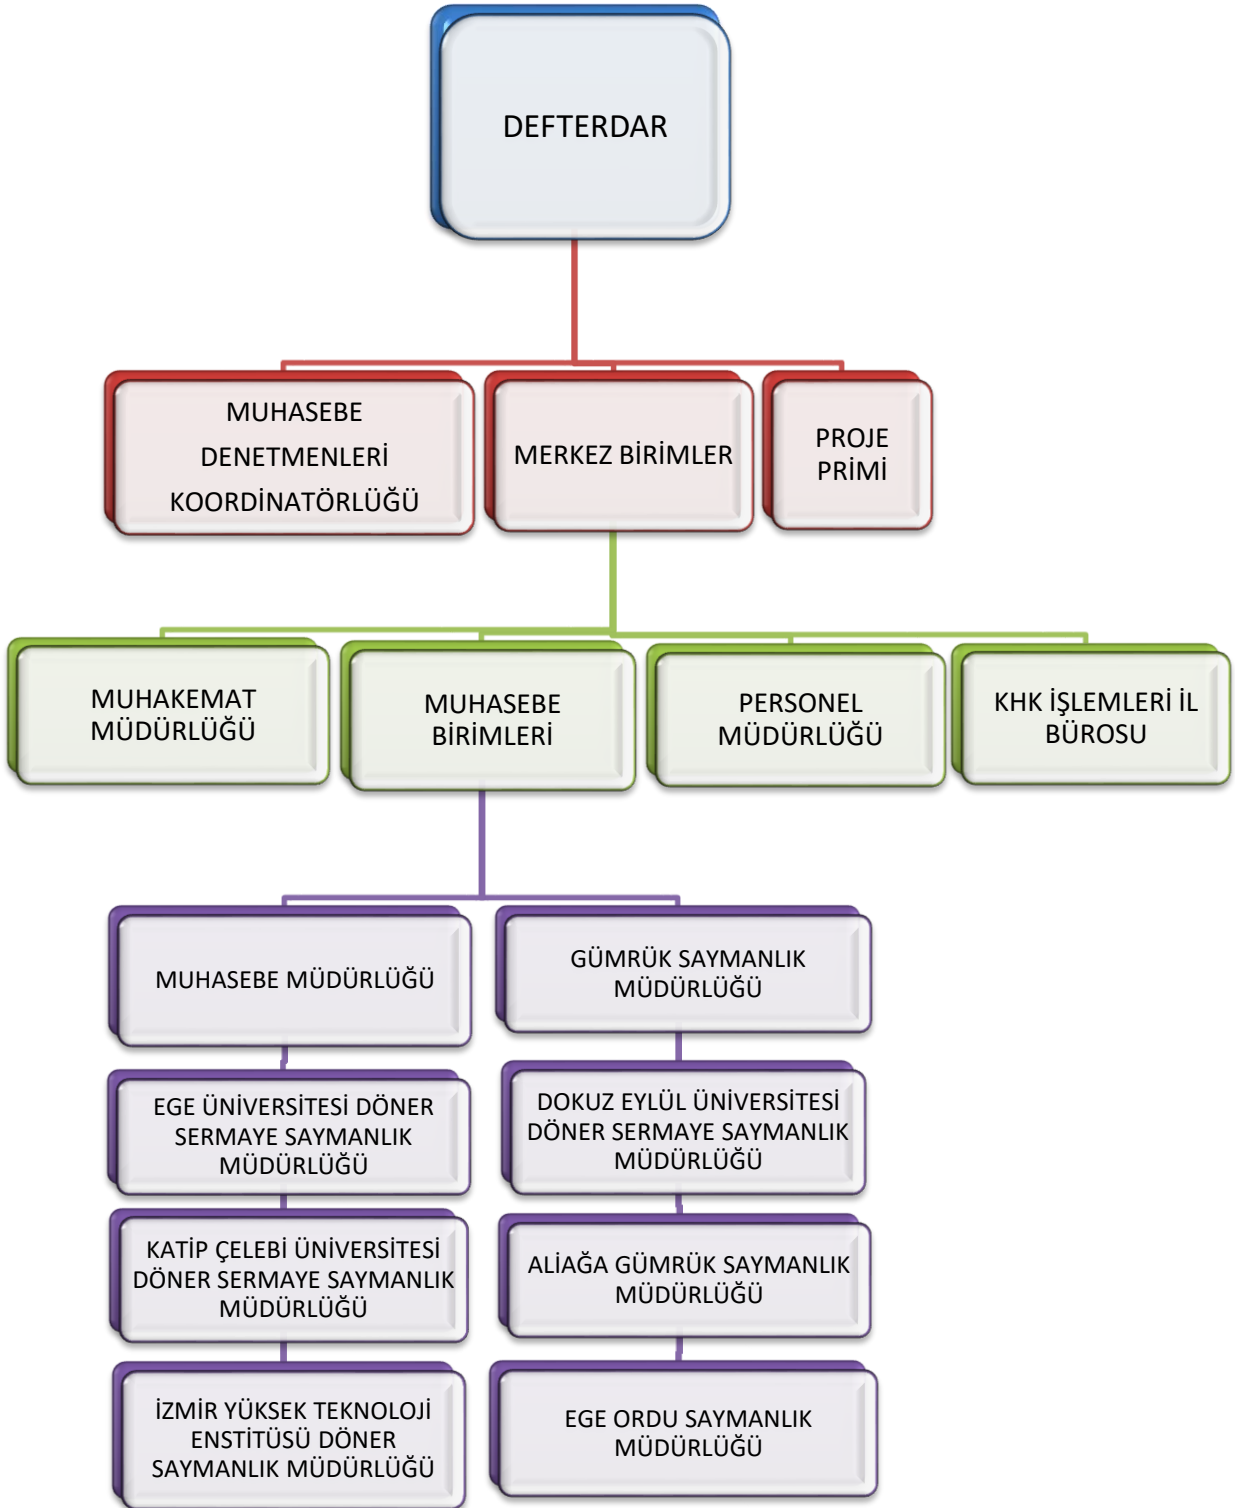 DEFTERDAR
MUHASEBE
DENETMENLERİ
KOORDİNATÖRLÜĞÜ
MERKEZ BİRİMLER
PROJE
PRİMİ
MUHAKEMAT
MÜDÜRLÜĞÜ
MUHASEBE
BİRİMLERİ
PERSONEL
MÜDÜRLÜĞÜ
KHK İŞLEMLERİ İL
BÜROSU
MUHASEBE MÜDÜRLÜĞÜ
GÜMRÜK SAYMANLIK
MÜDÜRLÜĞÜ
EGE ÜNİVERSİTESİ DÖNER
SERMAYE SAYMANLIK
MÜDÜRLÜĞÜ
DOKUZ EYLÜL ÜNİVERSİTESİ
DÖNER SERMAYE SAYMANLIK
MÜDÜRLÜĞÜ
KATİP ÇELEBİ ÜNİVERSİTESİ
DÖNER SERMAYE SAYMANLIK
MÜDÜRLÜĞÜ
ALİAĞA GÜMRÜK SAYMANLIK
MÜDÜRLÜĞÜ
İZMİR YÜKSEK TEKNOLOJİ
ENSTİTÜSÜ DÖNER
SAYMANLIK MÜDÜRLÜĞÜ
EGE ORDU SAYMANLIK
MÜDÜRLÜĞÜ